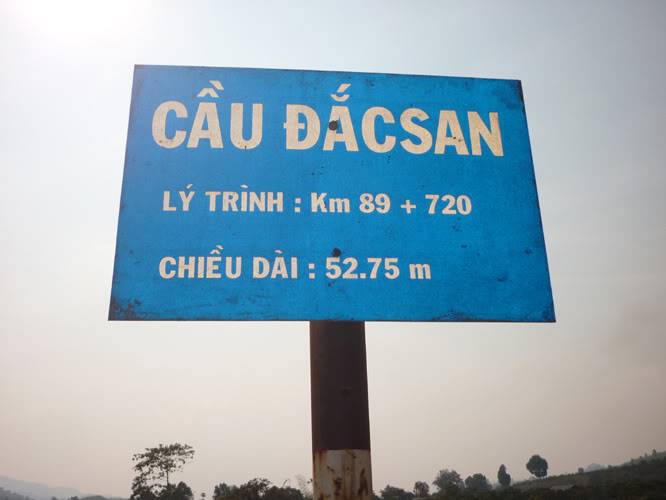 CẦU ĐẮCSAN
LÝ TRÌNH : Km 89 + 720
CHIỀU DÀI : 52.75 m